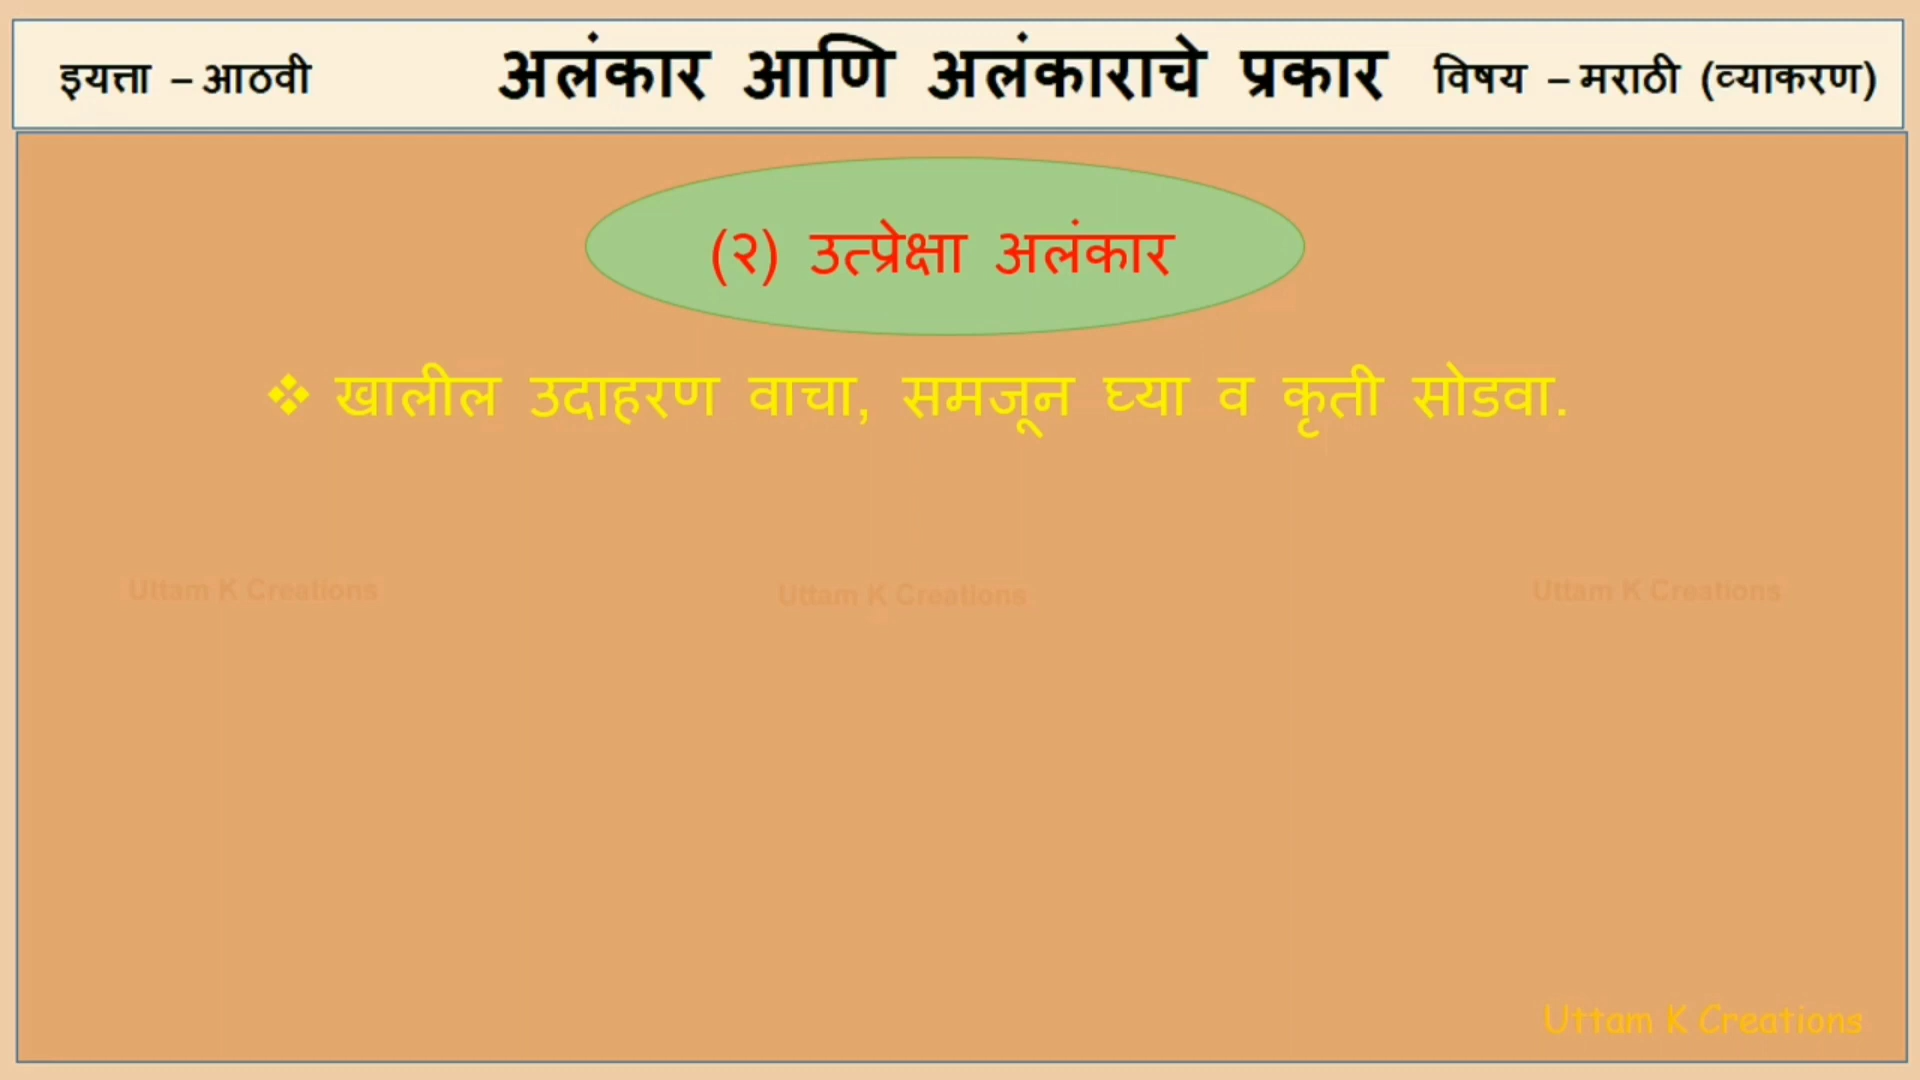 इयत्ता – आठवी अलंकार आणि अलंकाराचे प्रकार विषय – मराठी (व्याकरण)
(२) उत्प्रेक्षा अलंकार
❖ खालील उदाहरण वाचा, समजून घ्या व कृती सोडवा.
Uttam K Creations Uttam K Creations Uttam K Creations
Uttam K Creations